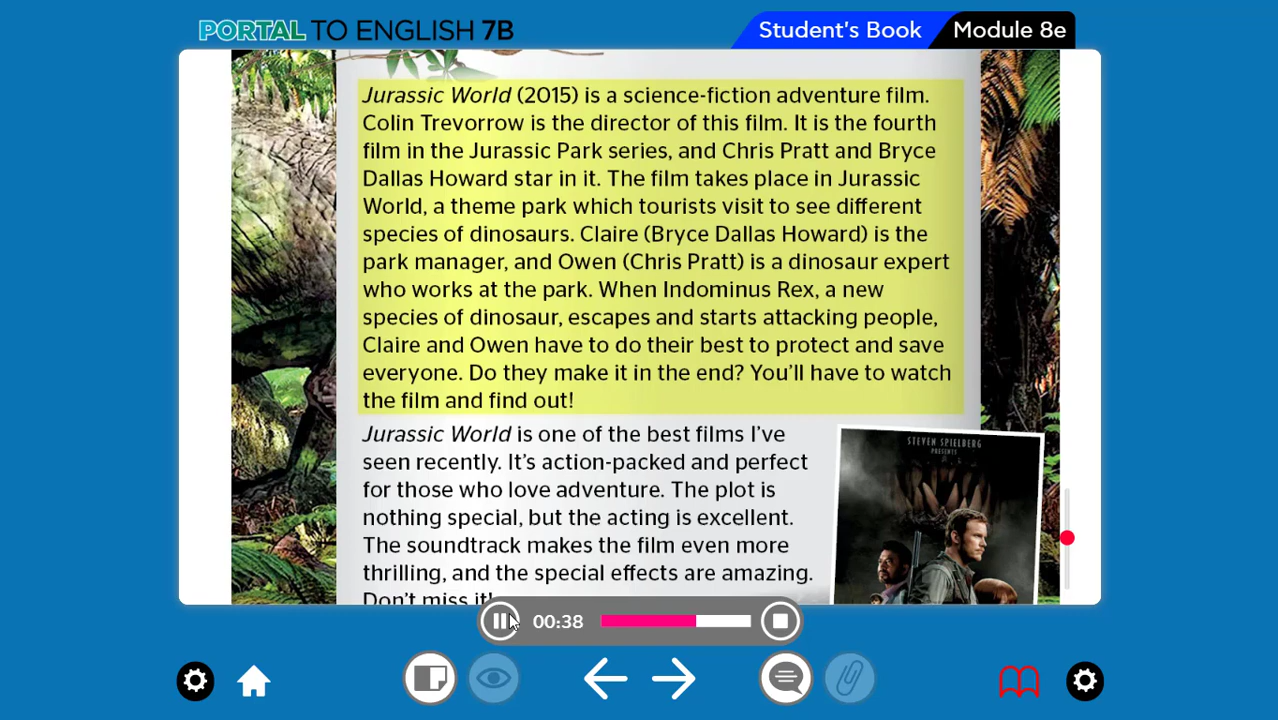 PORTAL TO ENGLISH 7B
Student's Book
Module 8e
Jurassic World (2015) is a science-fiction adventure film.
Colin Trevorrow is the director of this film. It is the fourth
film in the Jurassic Park series, and Chris Pratt and Bryce
Dallas Howard star in it. The film takes place in Jurassic
World, a theme park which tourists visit to see different
species of dinosaurs. Claire (Bryce Dallas Howard) is the
park manager, and Owen (Chris Pratt) is a dinosaur expert
who works at the park. When Indominus Rex, a new
species of dinosaur, escapes and starts attacking people,
Claire and Owen have to do their best to protect and save
everyone. Do they make it in the end? You'll have to watch
the film and find out!
Jurassic World is one of the best films I've
seen recently. It's action-packed and perfect
for those who love adventure. The plot is
nothing special, but the acting is excellent.
The soundtrack makes the film even more
thrilling, and the special effects are amazing.
Don't miss it!
STEVEN SPIELBERG
PRESENTS
00:38